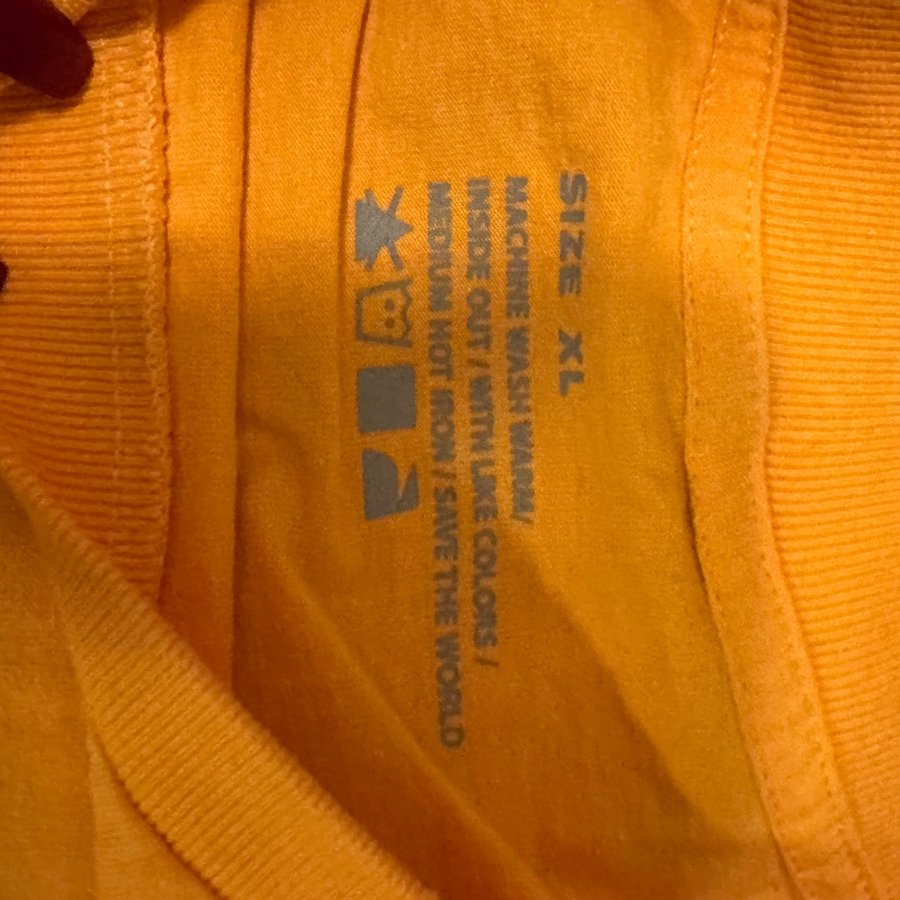 SIZE XL
MACHINE WASH WARM/
INSIDE OUT / WITH LIKE COLORS /
MEDIUM HOT IRON / SAVE THE WORLD